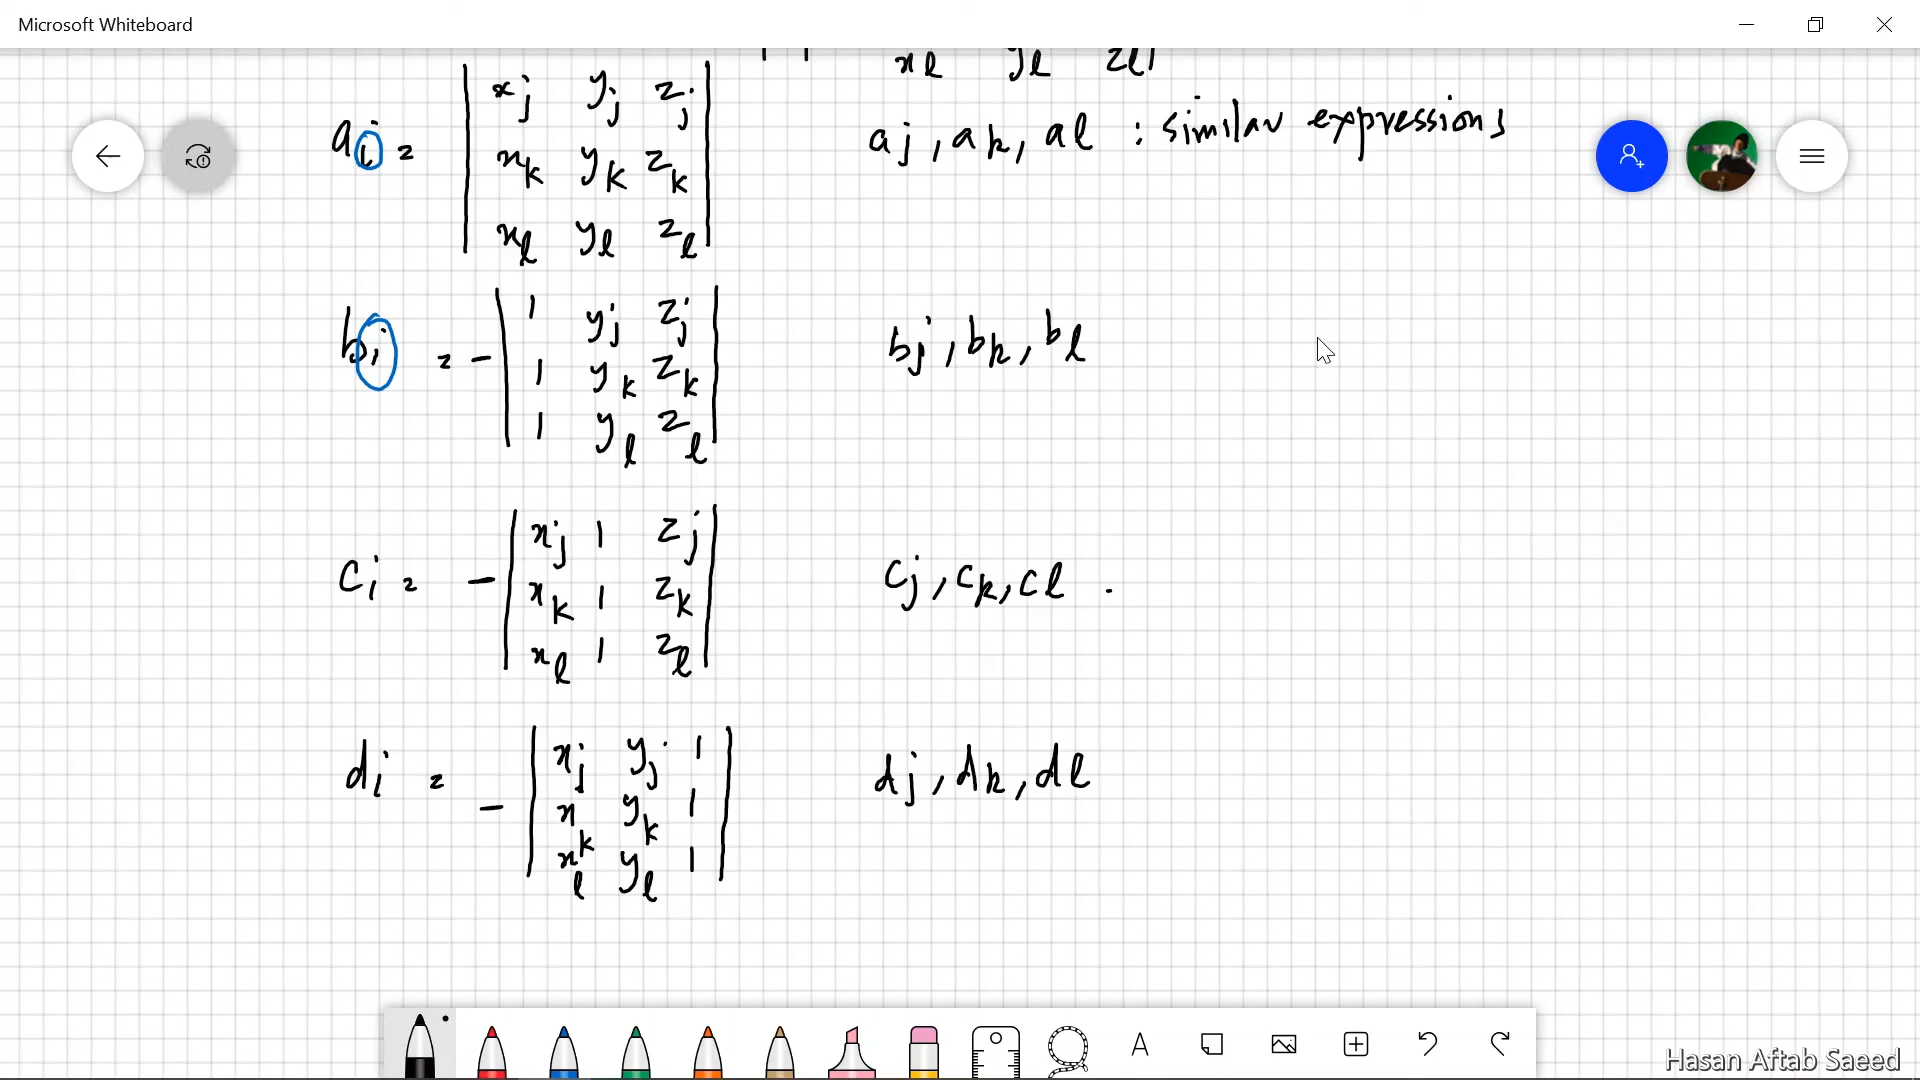 Microsoft Whiteboard
xl yl zl
ai = | xj yj zj | aj, ak, al : similar expressions
| xk yk zk |
| xl yl zl |
bi = - | 1 yj zj | bj, bk, bl
| 1 yk zk |
| 1 yl zl |
ci = - | xj 1 zj | cj, ck, cl .
| xk 1 zk |
| xl 1 zl |
di = - | xj yj 1 | dj, dk, dl
| xk yk 1 |
| xl yl 1 |
A
Hasan Aftab Saeed